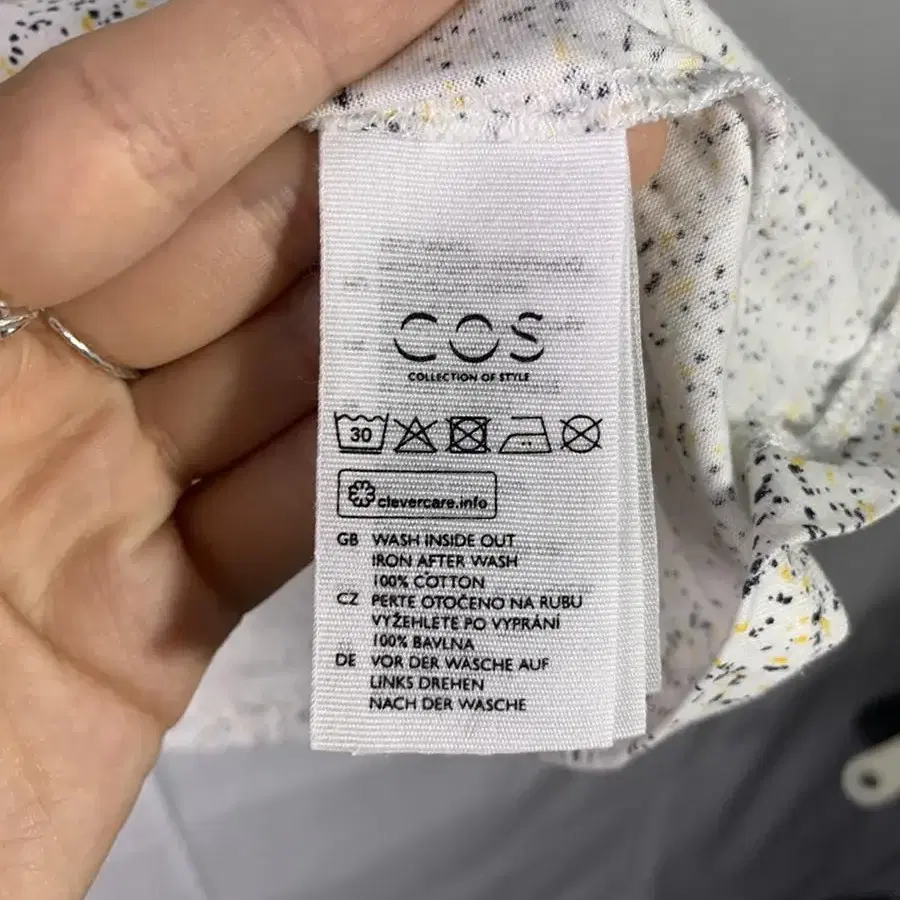 COS
COLLECTION OF STYLE
30
clevercare.info
GB WASH INSIDE OUT
IRON AFTER WASH
100% COTTON
CZ PERTE OTOČENO NA RUBU
VYŽEHLETE PO VYPRÁNÍ
100% BAVLNA
DE VOR DER WASCHE AUF
LINKS DREHEN
NACH DER WASCHE